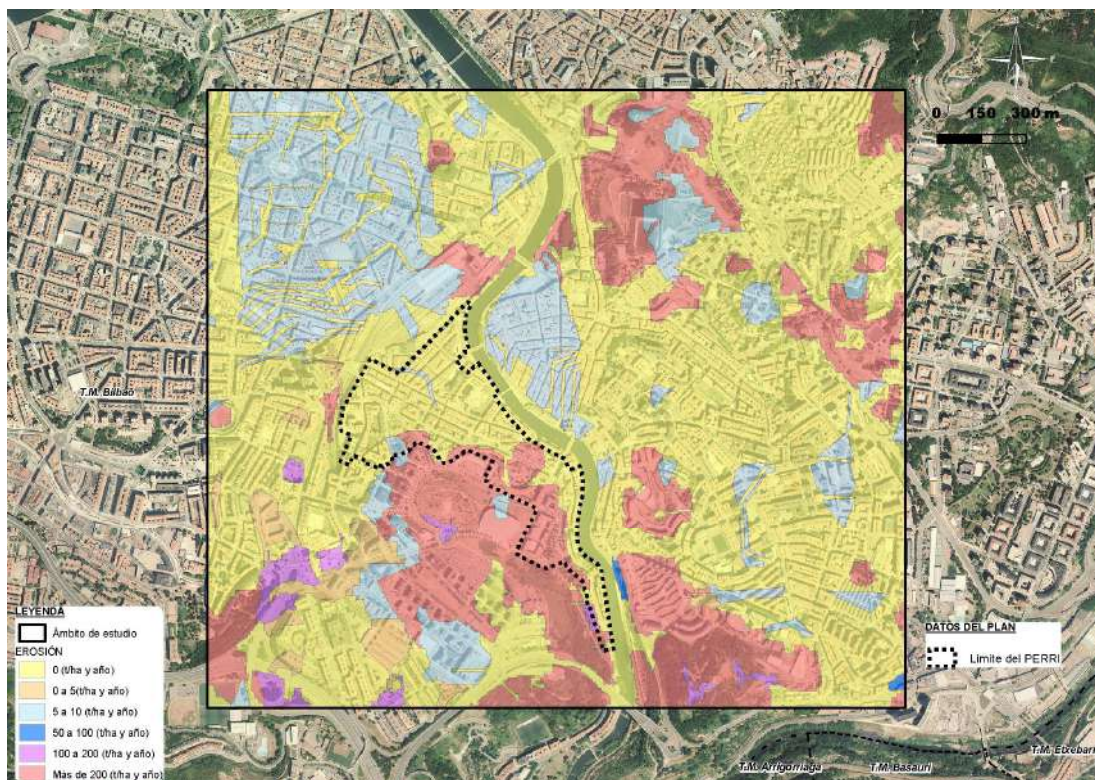 0 150 300 m
T.M. Bilbao
LEYENDA
Ámbito de estudio
EROSIÓN
0 (t/ha y año)
0 a 5(t/ha y año)
5 a 10 (t/ha y año)
50 a 100 (t/ha y año)
100 a 200 (t/ha y año)
Más de 200 (t/ha y año)
DATOS DEL PLAN
Límite del PERRI
T.M. Etxebarri
T.M. Arrigorriaga
T.M. Basauri